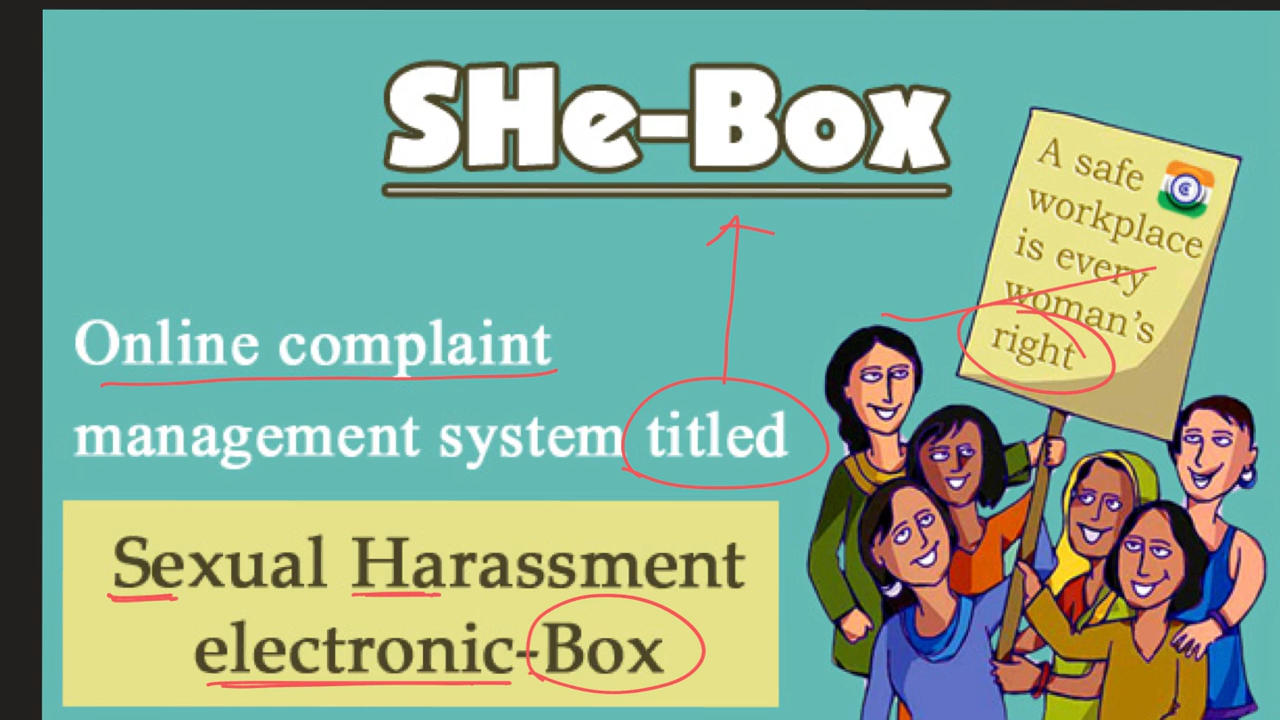 SHe-Box
A safe
workplace
is every
woman's
right
Online complaint
management system titled
Sexual Harassment
electronic-Box